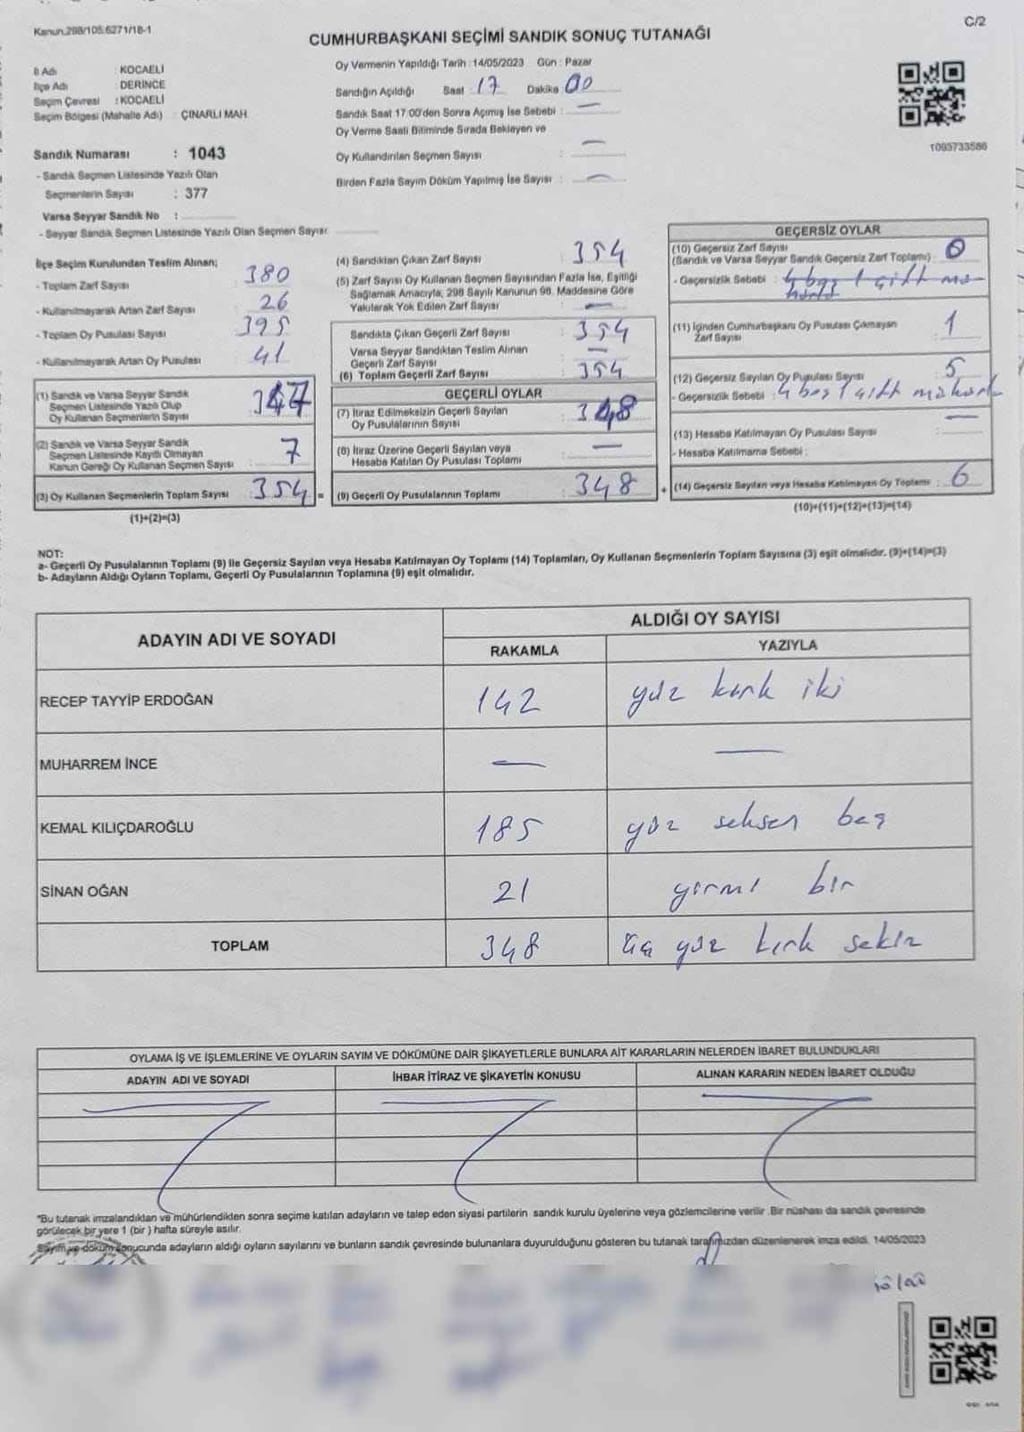 Kanun.298/105.6271/18-1
C/2
CUMHURBAŞKANI SEÇİMİ SANDIK SONUÇ TUTANAĞI
İl Adı : KOCAELİ
İlçe Adı : DERİNCE
Seçim Çevresi : KOCAELİ
Seçim Bölgesi (Mahalle Adı) : ÇINARLI MAH.
Sandık Numarası : 1043
- Sandık Seçmen Listesinde Yazılı Olan
Seçmenlerin Sayısı : 377
Varsa Seyyar Sandık No :
- Seyyar Sandık Seçmen Listesinde Yazılı Olan Seçmen Sayısı:
Oy Vermenin Yapıldığı Tarih :14/05/2023 Gün : Pazar
Sandığın Açıldığı Saat : 17 Dakika 00
Sandık Saat 17:00'den Sonra Açımış İse Sebebi : —
Oy Verme Saati Bitiminde Sırada Bekleyen ve
Oy Kullandırılan Seçmen Sayısı : —
Birden Fazla Sayım Döküm Yapılmış İse Sayısı : —
1093733586
İlçe Seçim Kurulundan Teslim Alınan;
- Toplam Zarf Sayısı : 380
- Kullanılmayarak Artan Zarf Sayısı : 26
- Toplam Oy Pusulası Sayısı : 395
- Kullanılmayarak Artan Oy Pusulası : 41
(1) Sandık ve Varsa Seyyar Sandık
Seçmen Listesinde Yazılı Olup
Oy Kullanan Seçmenlerin Sayısı : 347
(2) Sandık ve Varsa Seyyar Sandık
Seçmen Listesinde Kayıtlı Olmayan
Kanun Gereği Oy Kullanan Seçmen Sayısı : 7
(3) Oy Kullanan Seçmenlerin Toplam Sayısı : 354 =
(1)+(2)=(3)
(4) Sandıktan Çıkan Zarf Sayısı : 354
(5) Zarf Sayısı Oy Kullanan Seçmen Sayısından Fazla İse, Eşitliği
Sağlamak Amacıyla, 298 Sayılı Kanunun 98. Maddesine Göre
Yakılarak Yok Edilen Zarf Sayısı : —
Sandıkta Çıkan Geçerli Zarf Sayısı : 354
Varsa Seyyar Sandıktan Teslim Alınan
Geçerli Zarf Sayısı : —
(6) Toplam Geçerli Zarf Sayısı : 354
GEÇERLİ OYLAR
(7) İtiraz Edilmeksizin Geçerli Sayılan
Oy Pusulalarının Sayısı : 348
(8) İtiraz Üzerine Geçerli Sayılan veya
Hesaba Katılan Oy Pusulası Toplamı : —
(9) Geçerli Oy Pusulalarının Toplamı : 348 +
GEÇERSİZ OYLAR
(10) Geçersiz Zarf Sayısı
(Sandık ve Varsa Seyyar Sandık Geçersiz Zarf Toplamı) : 0
- Geçersizlik Sebebi : 4 boş 1 çift
(11) İçinden Cumhurbaşkanı Oy Pusulası Çıkmayan
Zarf Sayısı : 1
(12) Geçersiz Sayılan Oy Pusulası Sayısı : 5
- Geçersizlik Sebebi : 4 boş 1 çift
(13) Hesaba Katılmayan Oy Pusulası Sayısı : —
- Hesaba Katılmama Sebebi :
(14) Geçersiz Sayılan veya Hesaba Katılmayan Oy Toplamı : 6
(10)+(11)+(12)+(13)=(14)
NOT:
a- Geçerli Oy Pusulalarının Toplamı (9) ile Geçersiz Sayılan veya Hesaba Katılmayan Oy Toplamı (14) Toplamları, Oy Kullanan Seçmenlerin Toplam Sayısına (3) eşit olmalıdır. (9)+(14)=(3)
b- Adayların Aldığı Oyların Toplamı, Geçerli Oy Pusulalarının Toplamına (9) eşit olmalıdır.
ADAYIN ADI VE SOYADI
ALDIĞI OY SAYISI
RAKAMLA YAZIYLA
RECEP TAYYİP ERDOĞAN 142 yüz kırk iki
MUHARREM İNCE — —
KEMAL KILIÇDAROĞLU 185 yüz seksen beş
SİNAN OĞAN 21 yirmi bir
TOPLAM 348 üç yüz kırk sekiz
OYLAMA İŞ VE İŞLEMLERİNE VE OYLARIN SAYIM VE DÖKÜMÜNE DAİR ŞİKAYETLERLE BUNLARA AİT KARARLARIN NELERDEN İBARET BULUNDUKLARI
ADAYIN ADI VE SOYADI İHBAR İTİRAZ VE ŞİKAYETİN KONUSU ALINAN KARARIN NEDEN İBARET OLDUĞU
"Bu tutanak imzalandıktan ve mühürlendikten sonra seçime katılan adayların ve talep eden siyasi partilerin sandık kurulu üyelerine veya gözlemcilerine verilir. Bir nüshası da sandık çevresinde
görülecek bir yere 1 (bir) hafta süreyle asılır.
Sayım ve döküm sonucunda adayların aldığı oyların sayılarını ve bunların sandık çevresinde bulunanlara duyurulduğunu gösteren bu tutanak tarafımızdan düzenlenerek imza edildi. 14/05/2023